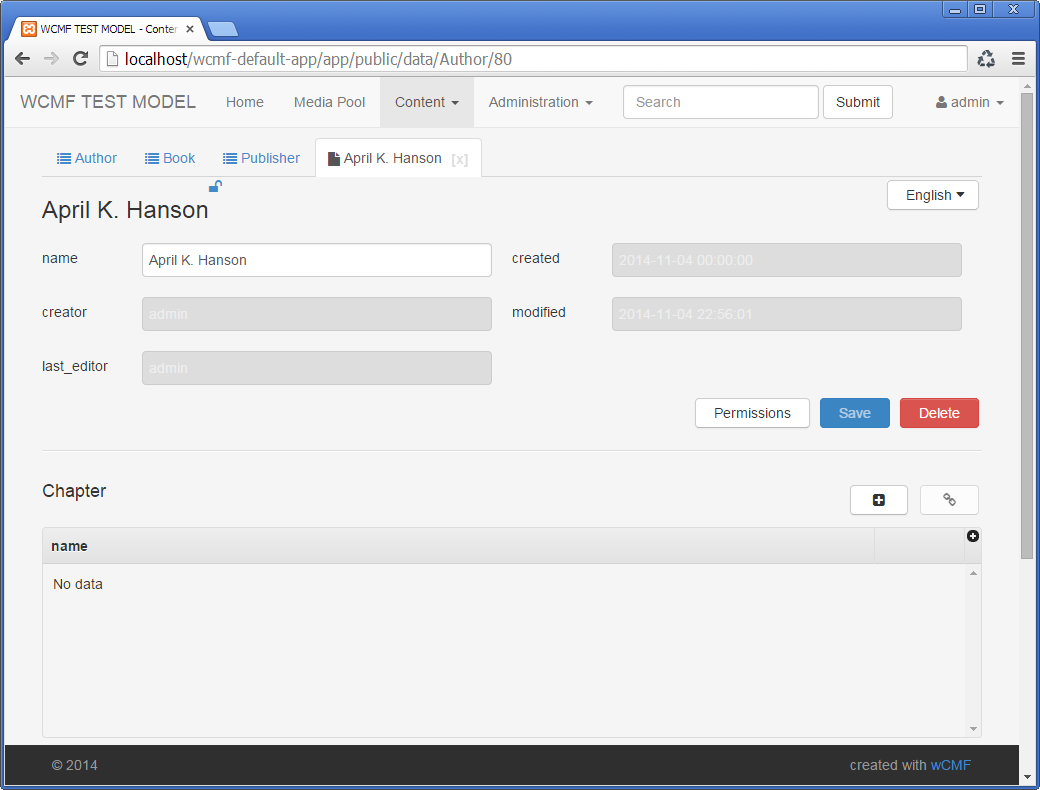 WCMF TEST MODEL - Conter
localhost/wcmf-default-app/app/public/data/Author/80
WCMF TEST MODEL Home Media Pool Content Administration Search Submit admin
Author Book Publisher April K. Hanson [x]
April K. Hanson English
name April K. Hanson created 2014-11-04 00:00:00
creator admin modified 2014-11-04 22:56:01
last_editor admin
Permissions Save Delete
Chapter
name
No data
© 2014 created with wCMF